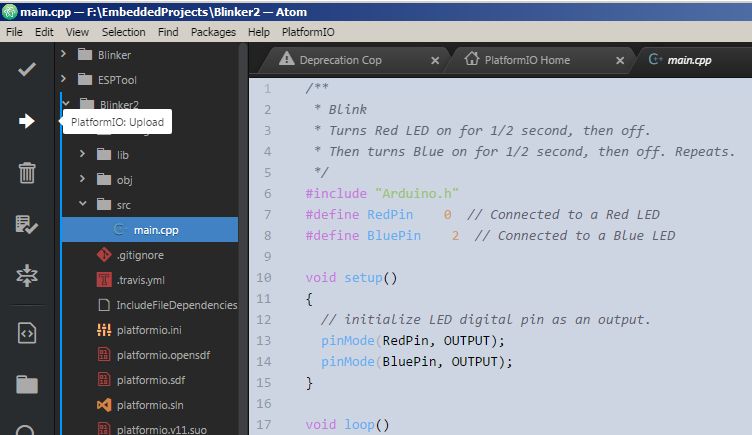 main.cpp — F:\EmbeddedProjects\Blinker2 — Atom
File Edit View Selection Find Packages Help PlatformIO
Blinker
ESPTool
Blinker2
PlatformIO: Upload
lib
obj
src
main.cpp
.gitignore
.travis.yml
IncludeFileDependencies
platformio.ini
platformio.opensdf
platformio.sdf
platformio.sln
platformio.v11.suo
Deprecation Cop
PlatformIO Home
main.cpp
1 /**
2 * Blink
3 * Turns Red LED on for 1/2 second, then off.
4 * Then turns Blue on for 1/2 second, then off. Repeats.
5 */
6 #include "Arduino.h"
7 #define RedPin 0 // Connected to a Red LED
8 #define BluePin 2 // Connected to a Blue LED
9
10 void setup()
11 {
12 // initialize LED digital pin as an output.
13 pinMode(RedPin, OUTPUT);
14 pinMode(BluePin, OUTPUT);
15 }
16
17 void loop()